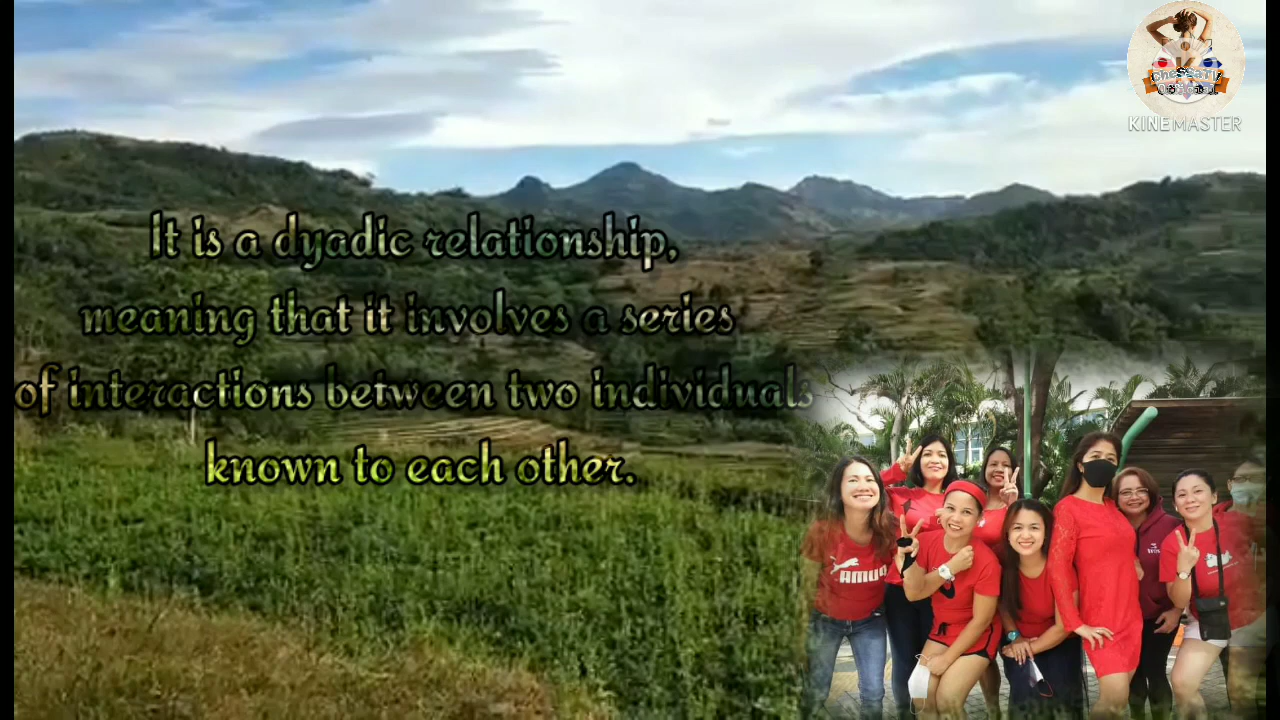 It is a dyadic relationship,
meaning that it involves a series
of interactions between two individuals
known to each other.
KINEMASTER